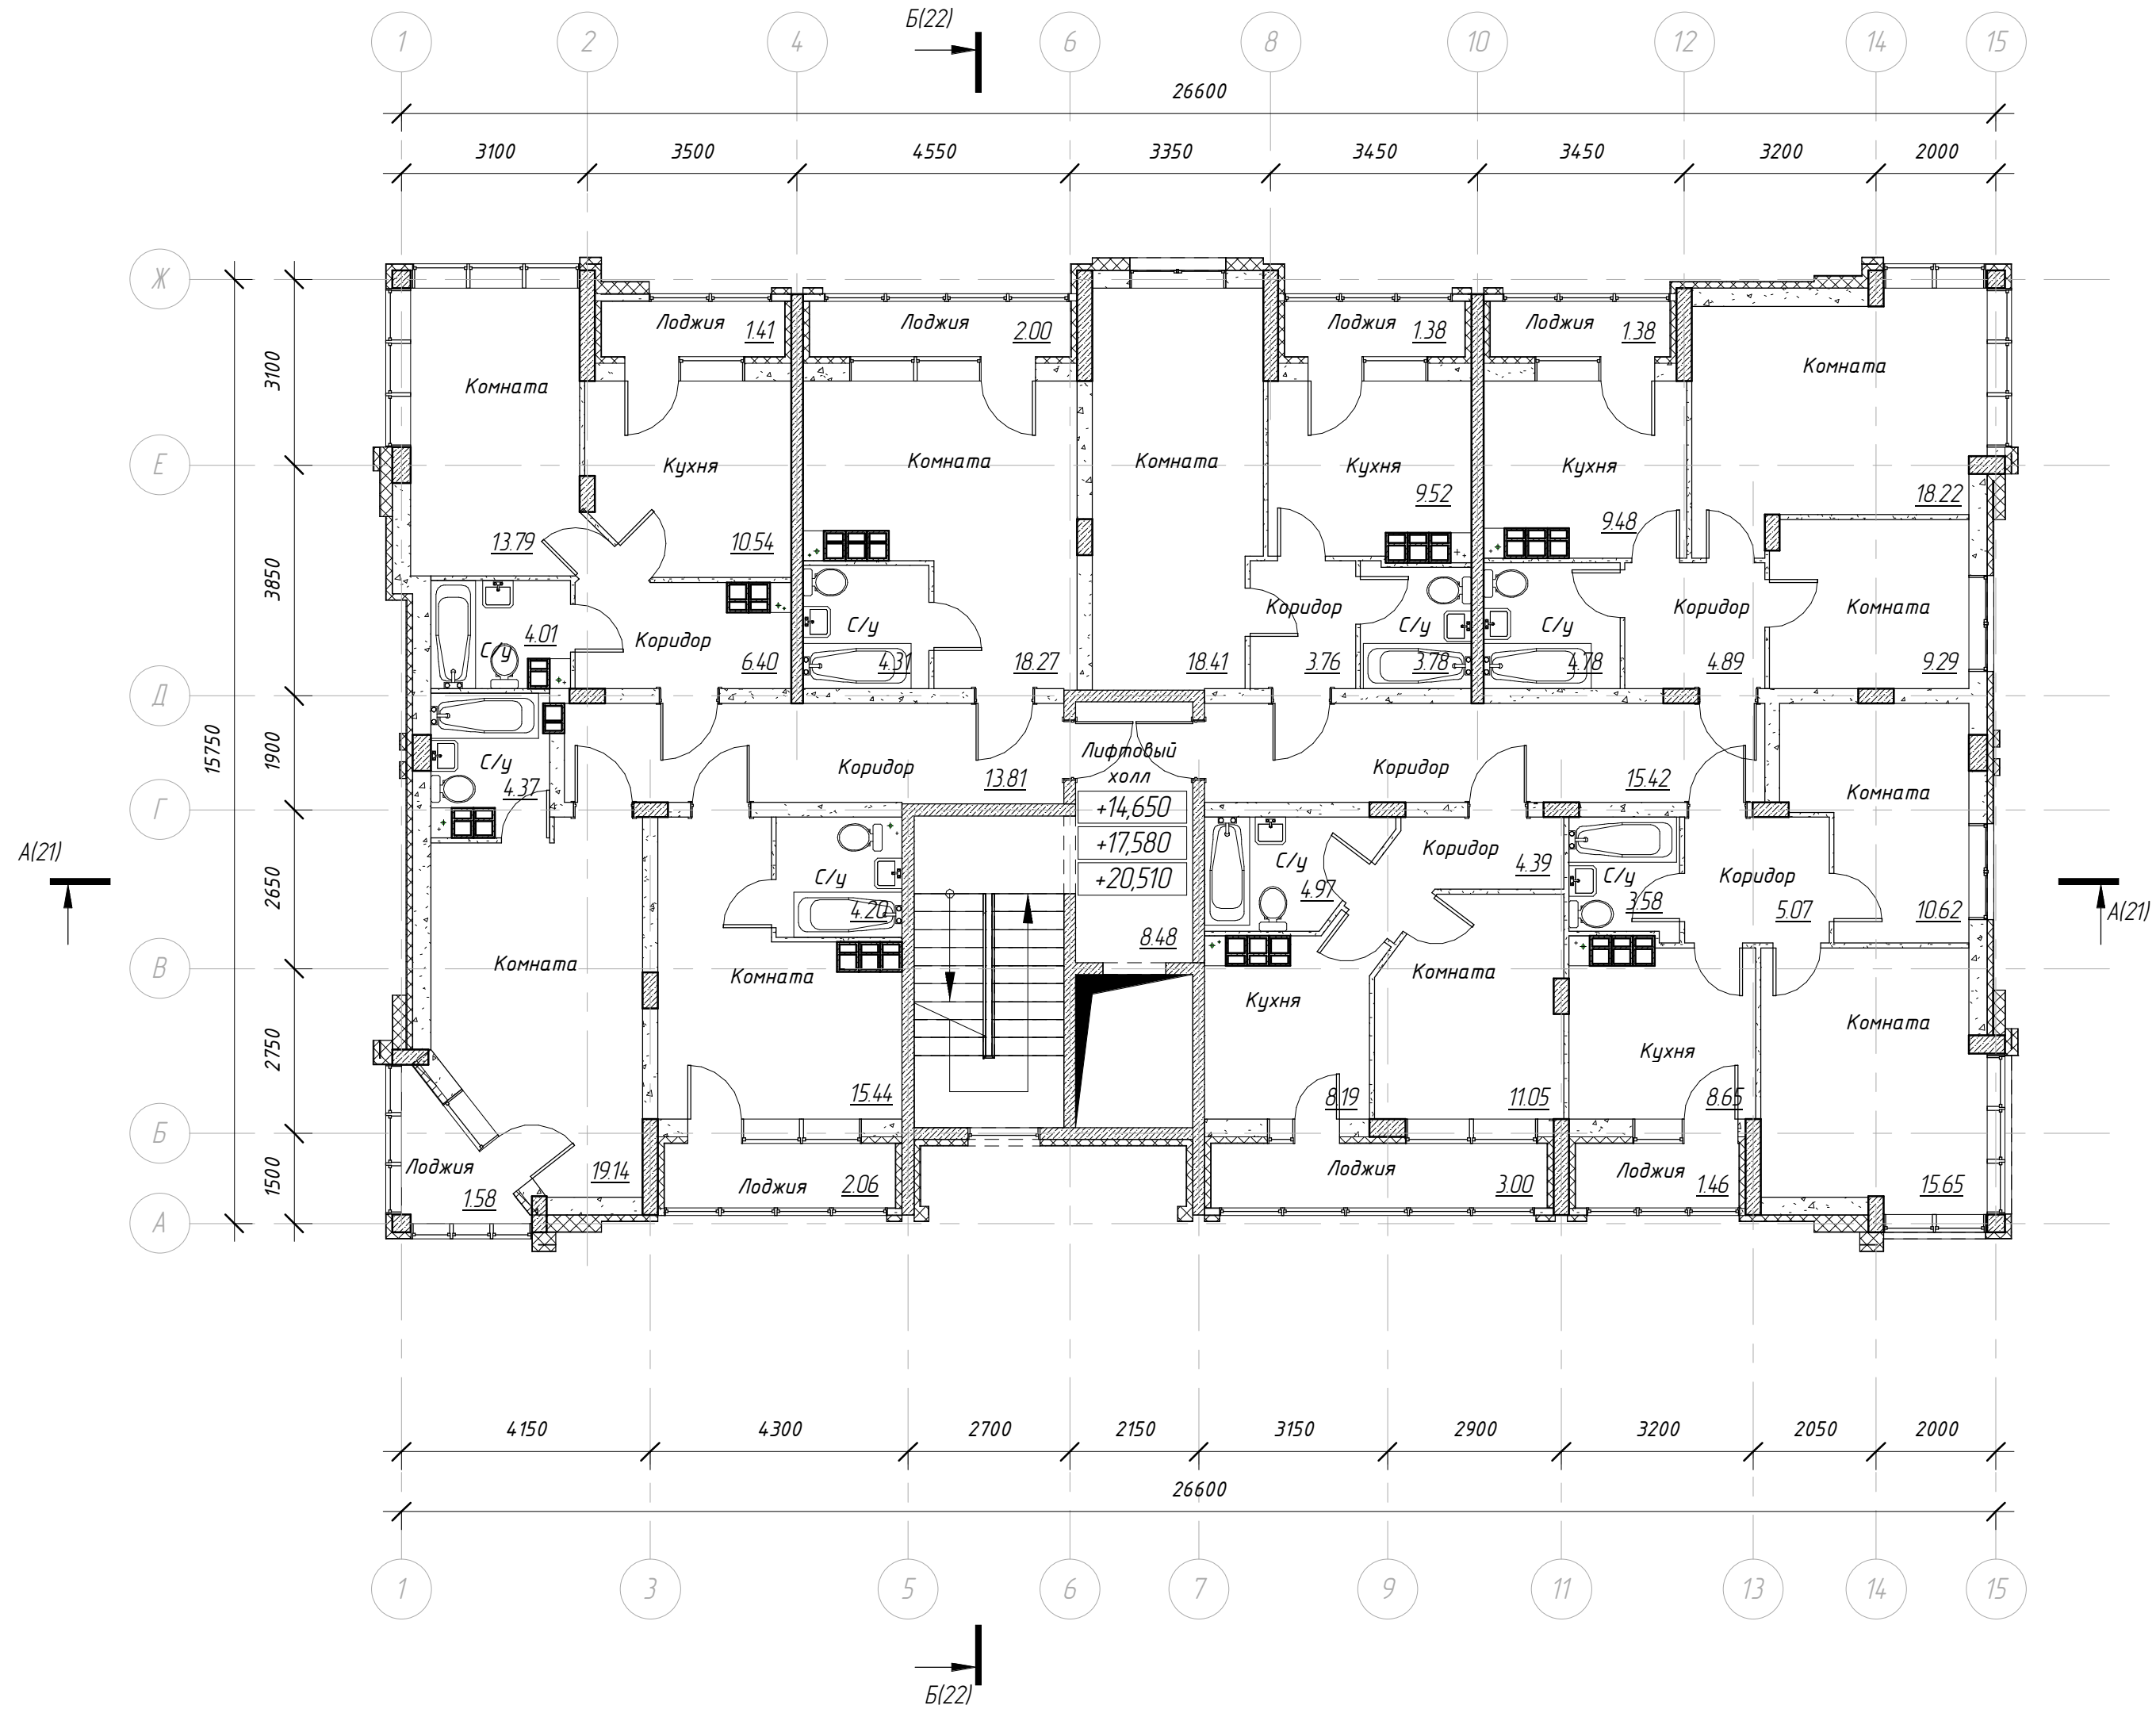 Б(22)
1 2 4 6 8 10 12 14 15
26600
3100 3500 4550 3350 3450 3450 3200 2000
Ж
Е
Д
Г
В
Б
А
15750
3100
3850
1900
2650
2750
1500
А(21)
А(21)
Лоджия 1.41
Лоджия 2.00
Лоджия 1.38
Лоджия 1.38
Комната 13.79
Кухня 10.54
Комната 18.27
Комната 18.41
Кухня 9.52
Кухня 9.48
Комната 18.22
С/у 4.01
Коридор 6.40
С/у 4.31
Коридор 3.76
С/у 3.78
С/у 4.78
Коридор 4.89
Комната 9.29
С/у 4.37
Коридор 13.81
Лифтовый
холл
8.48
Коридор 15.42
Комната 10.62
+14,650
+17,580
+20,510
С/у 4.20
С/у 4.97
Коридор 4.39
С/у 3.58
Коридор 5.07
Комната 19.14
Комната 15.44
Кухня 8.19
Комната 11.05
Кухня 8.65
Комната 15.65
Лоджия 1.58
Лоджия 2.06
Лоджия 3.00
Лоджия 1.46
4150 4300 2700 2150 3150 2900 3200 2050 2000
26600
1 3 5 6 7 9 11 13 14 15
Б(22)